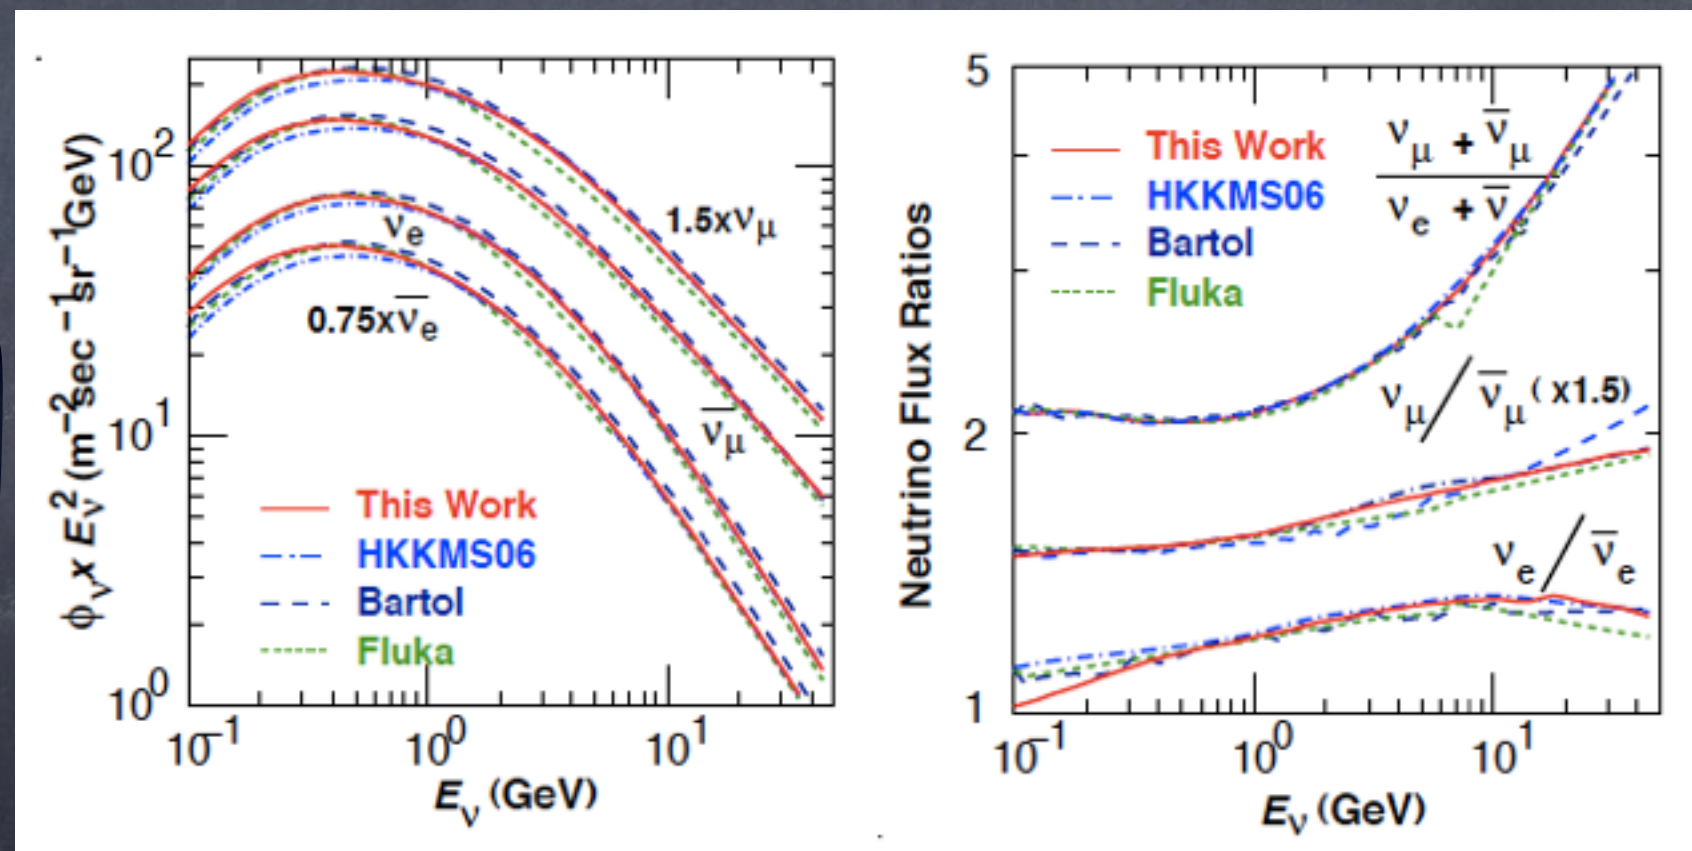 10²
10¹
10⁰
ϕν x Eν² (m⁻²sec⁻¹sr⁻¹GeV)
1.5xνμ
νe
0.75xν̅e
ν̅μ
This Work
HKKMS06
Bartol
Fluka
10⁻¹ 10⁰ 10¹
Eν (GeV)
5
2
1
Neutrino Flux Ratios
This Work
HKKMS06
Bartol
Fluka
νμ + ν̅μ
νe + ν̅e
νμ / ν̅μ ( x1.5)
νe / ν̅e
10⁻¹ 10⁰ 10¹
Eν (GeV)